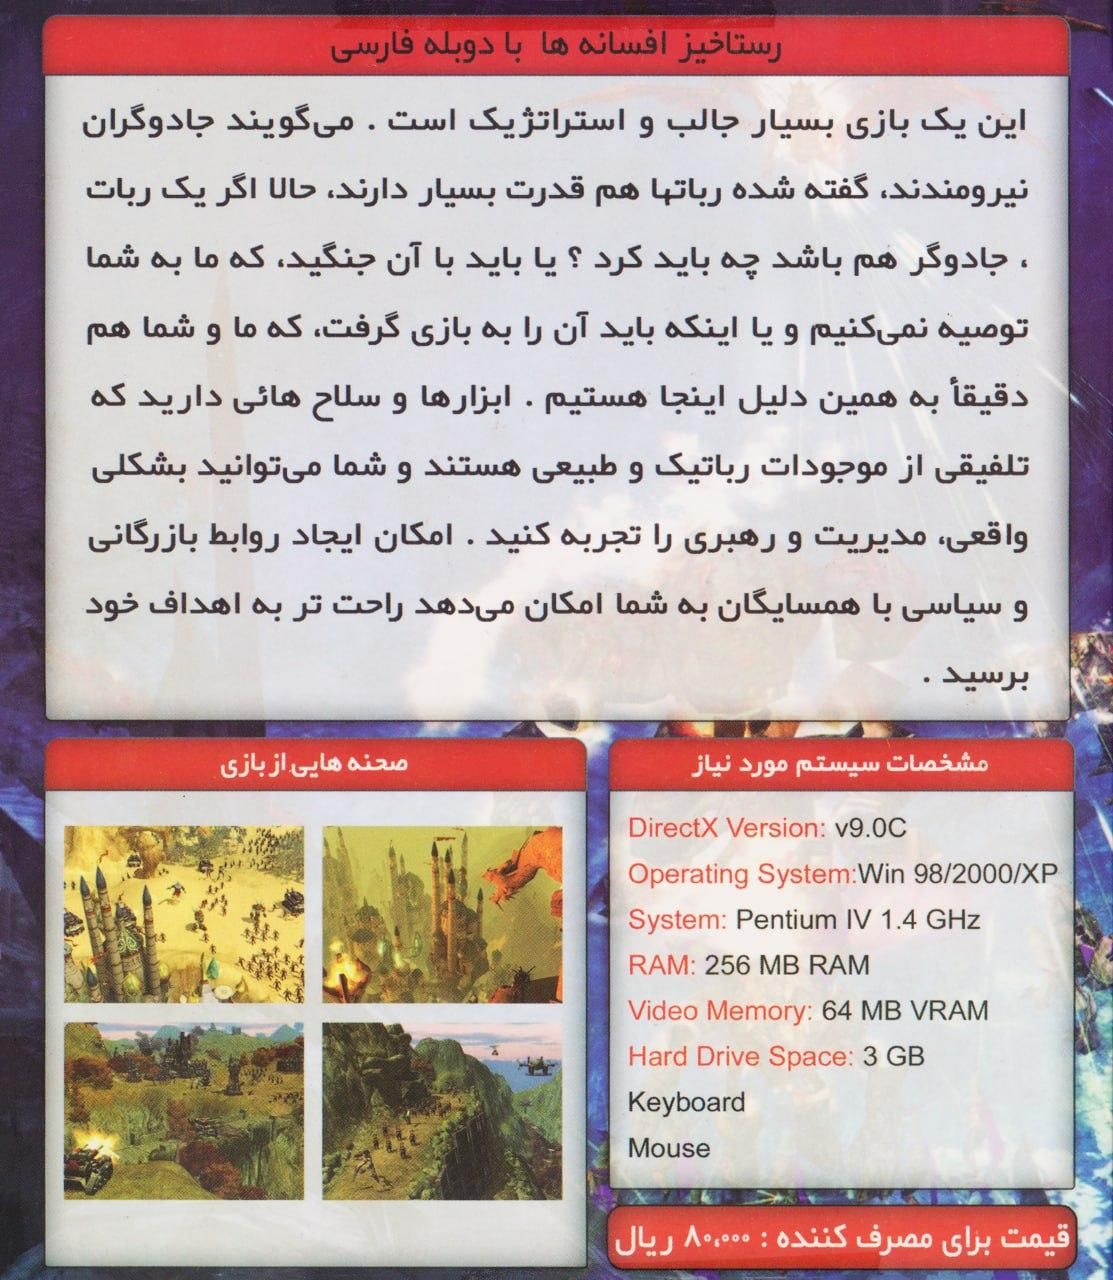 رستاخیز افسانه ها با دوبله فارسی
این یک بازی بسیار جالب و استراتژیک است . می‌گویند جادوگران
نیرومندند، گفته شده رباتها هم قدرت بسیار دارند، حالا اگر یک ربات
، جادوگر هم باشد چه باید کرد ؟ یا باید با آن جنگید، که ما به شما
توصیه نمی‌کنیم و یا اینکه باید آن را به بازی گرفت، که ما و شما هم
دقیقأ به همین دلیل اینجا هستیم . ابزارها و سلاح هائی دارید که
تلفیقی از موجودات رباتیک و طبیعی هستند و شما می‌توانید بشکلی
واقعی، مدیریت و رهبری را تجربه کنید . امکان ایجاد روابط بازرگانی
و سیاسی با همسایگان به شما امکان می‌دهد راحت تر به اهداف خود
برسید .
مشخصات سیستم مورد نیاز
DirectX Version: v9.0C
Operating System:Win 98/2000/XP
System: Pentium IV 1.4 GHz
RAM: 256 MB RAM
Video Memory: 64 MB VRAM
Hard Drive Space: 3 GB
Keyboard
Mouse
صحنه هایی از بازی
قیمت برای مصرف کننده : ۸۰،۰۰۰ ریال